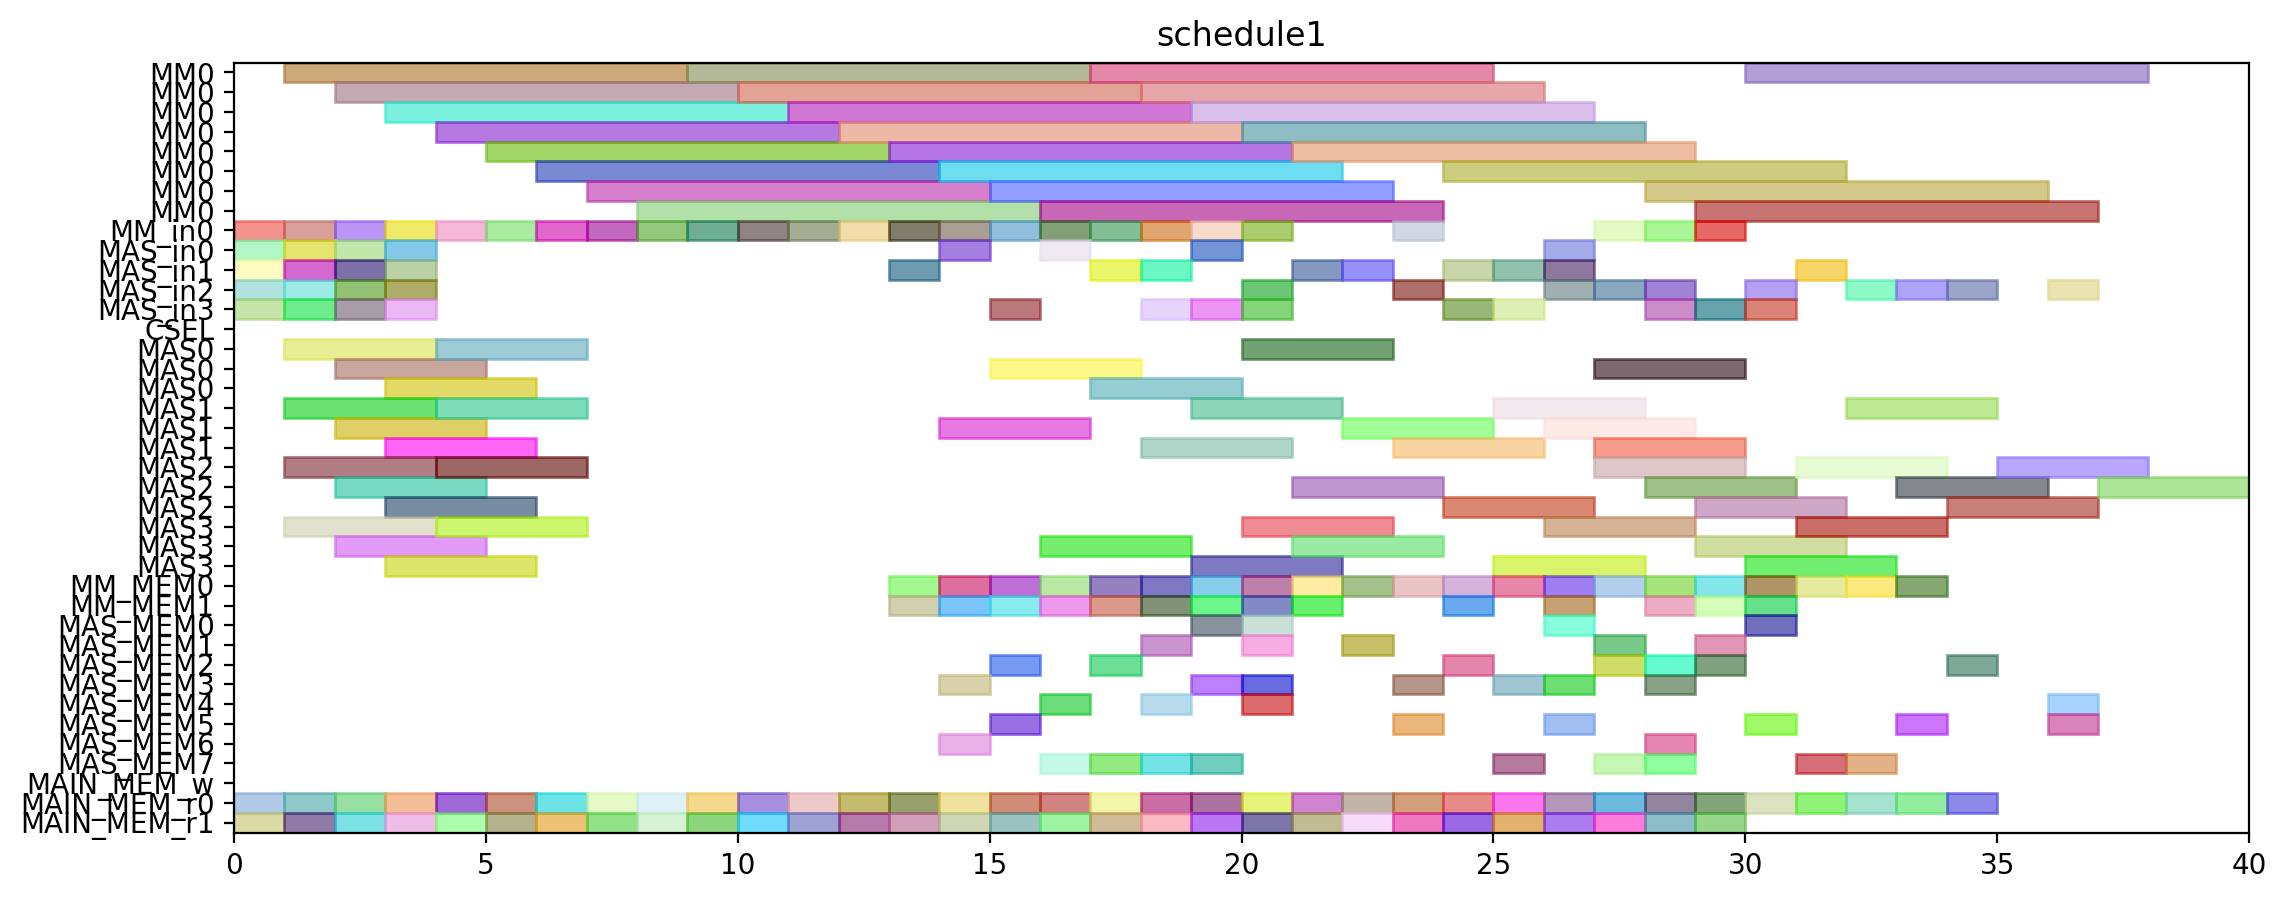 schedule1
MM0
MM0
MM0
MM0
MM0
MM0
MM0
MM0
MM_in0
MAS_in0
MAS_in1
MAS_in2
MAS_in3
CSEL
MAS0
MAS0
MAS0
MAS1
MAS1
MAS1
MAS2
MAS2
MAS2
MAS3
MAS3
MAS3
MM_MEM0
MM_MEM1
MAS_MEM0
MAS_MEM1
MAS_MEM2
MAS_MEM3
MAS_MEM4
MAS_MEM5
MAS_MEM6
MAS_MEM7
MAIN_MEM_w
MAIN_MEM_r0
MAIN_MEM_r1
0 5 10 15 20 25 30 35 40